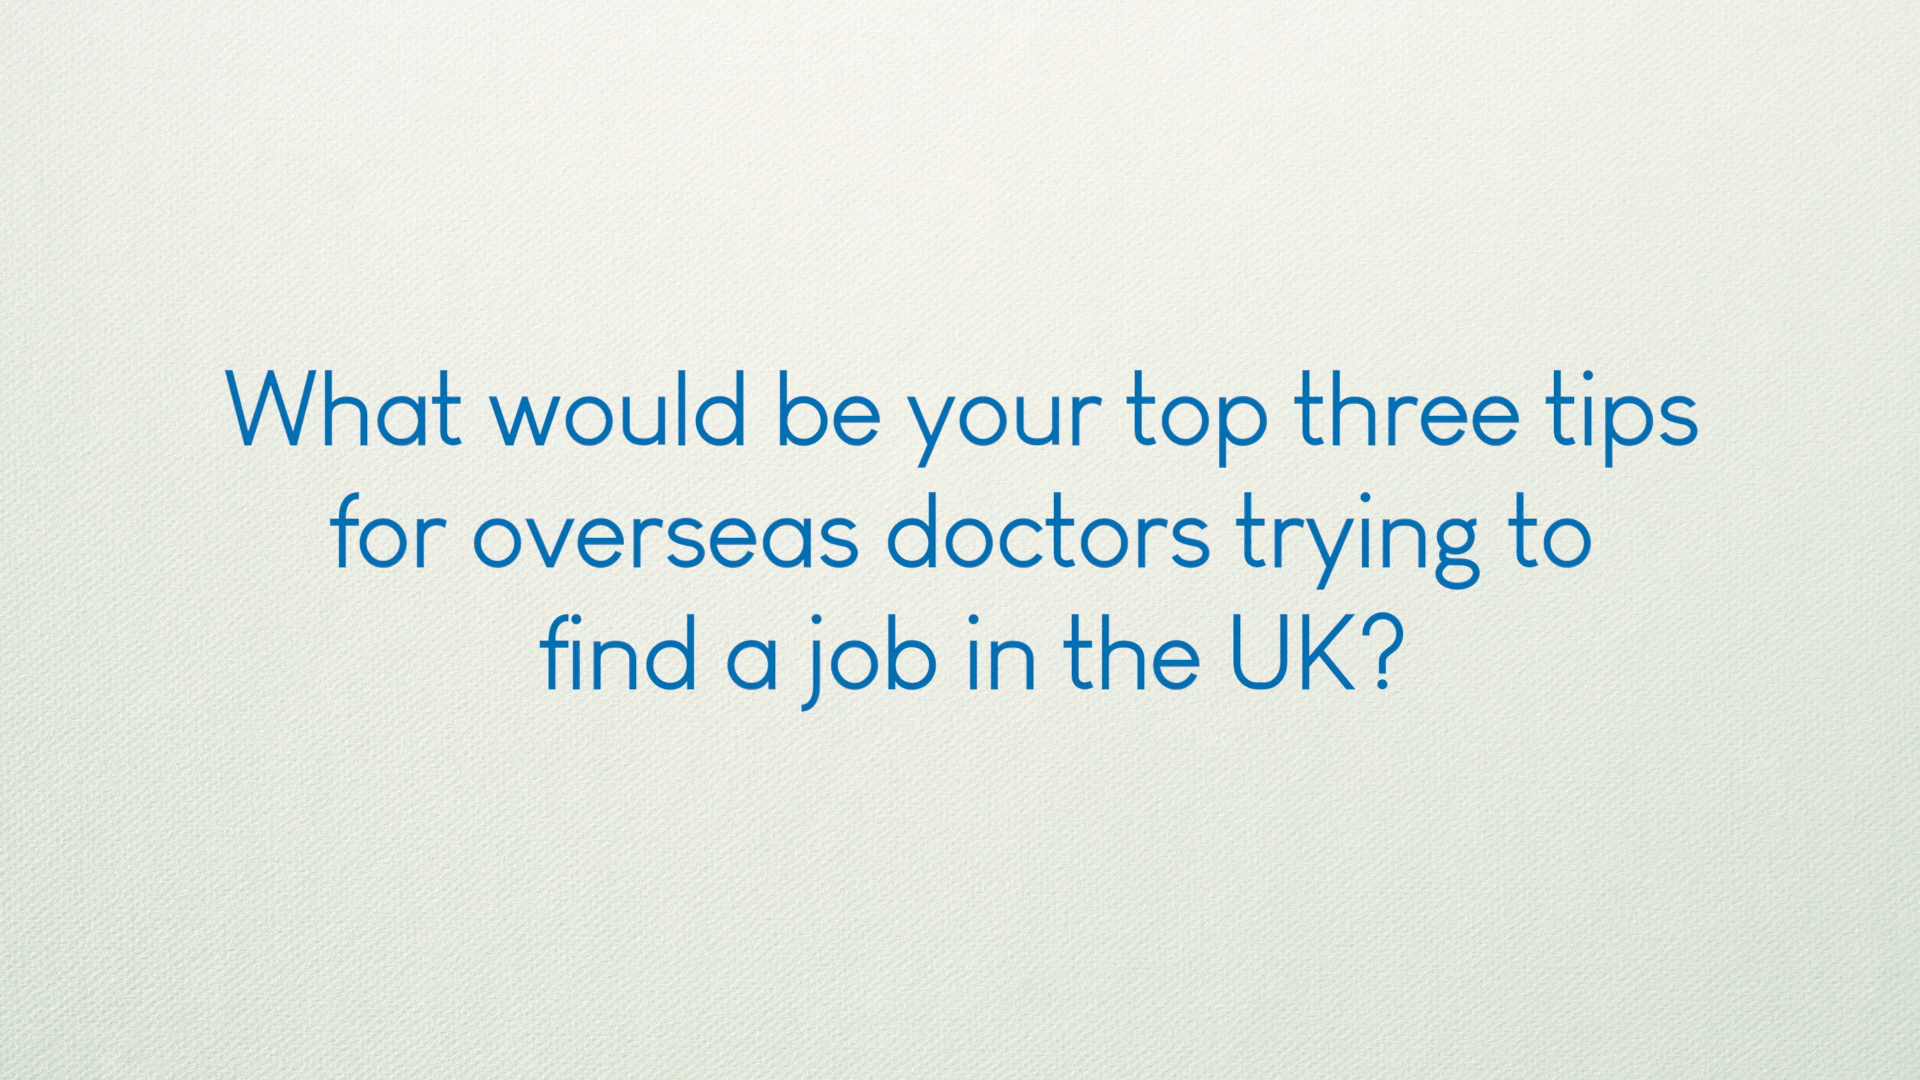 What would be your top three tips
for overseas doctors trying to
find a job in the UK?